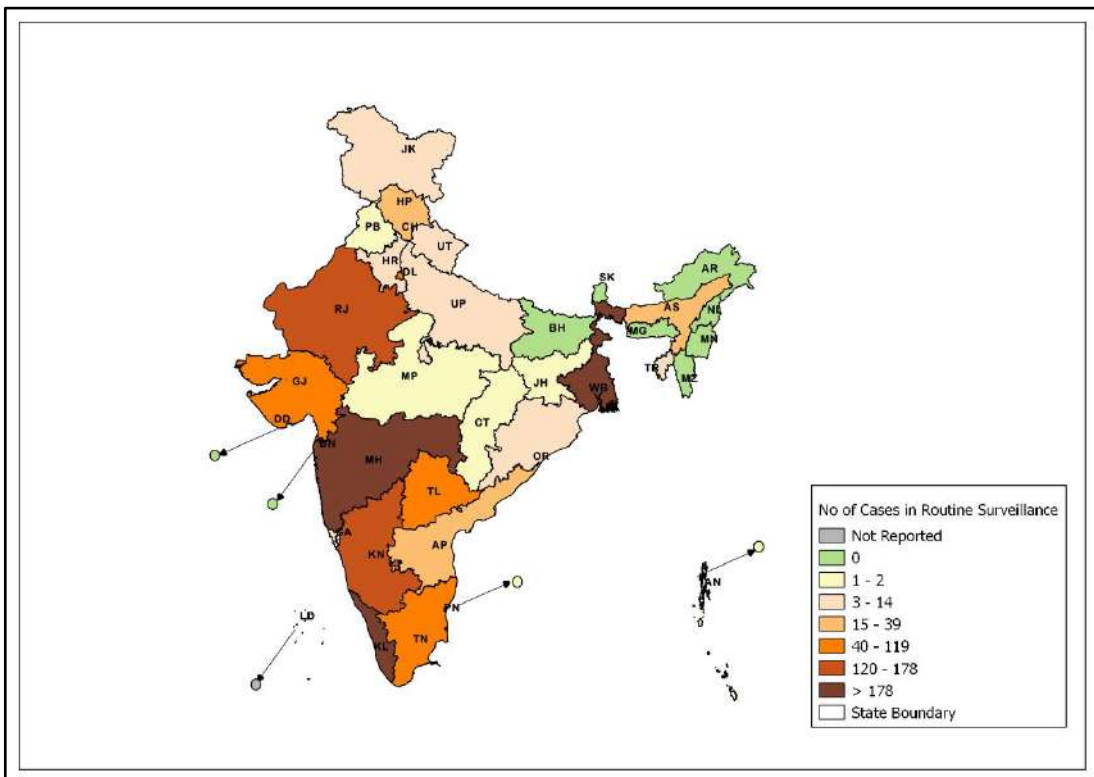 JK
HP
CH
PB
UT
HR
DL
AR
SK
RJ
UP
AS
NL
BH
MG
MN
GJ
MP
JH
TR
MZ
WB
DD
CT
DN
MH
OR
TL
No of Cases in Routine Surveillance
Not Reported
0
1 - 2
3 - 14
15 - 39
40 - 119
120 - 178
> 178
State Boundary
GA
KN
AP
AN
PN
LD
TN
KL